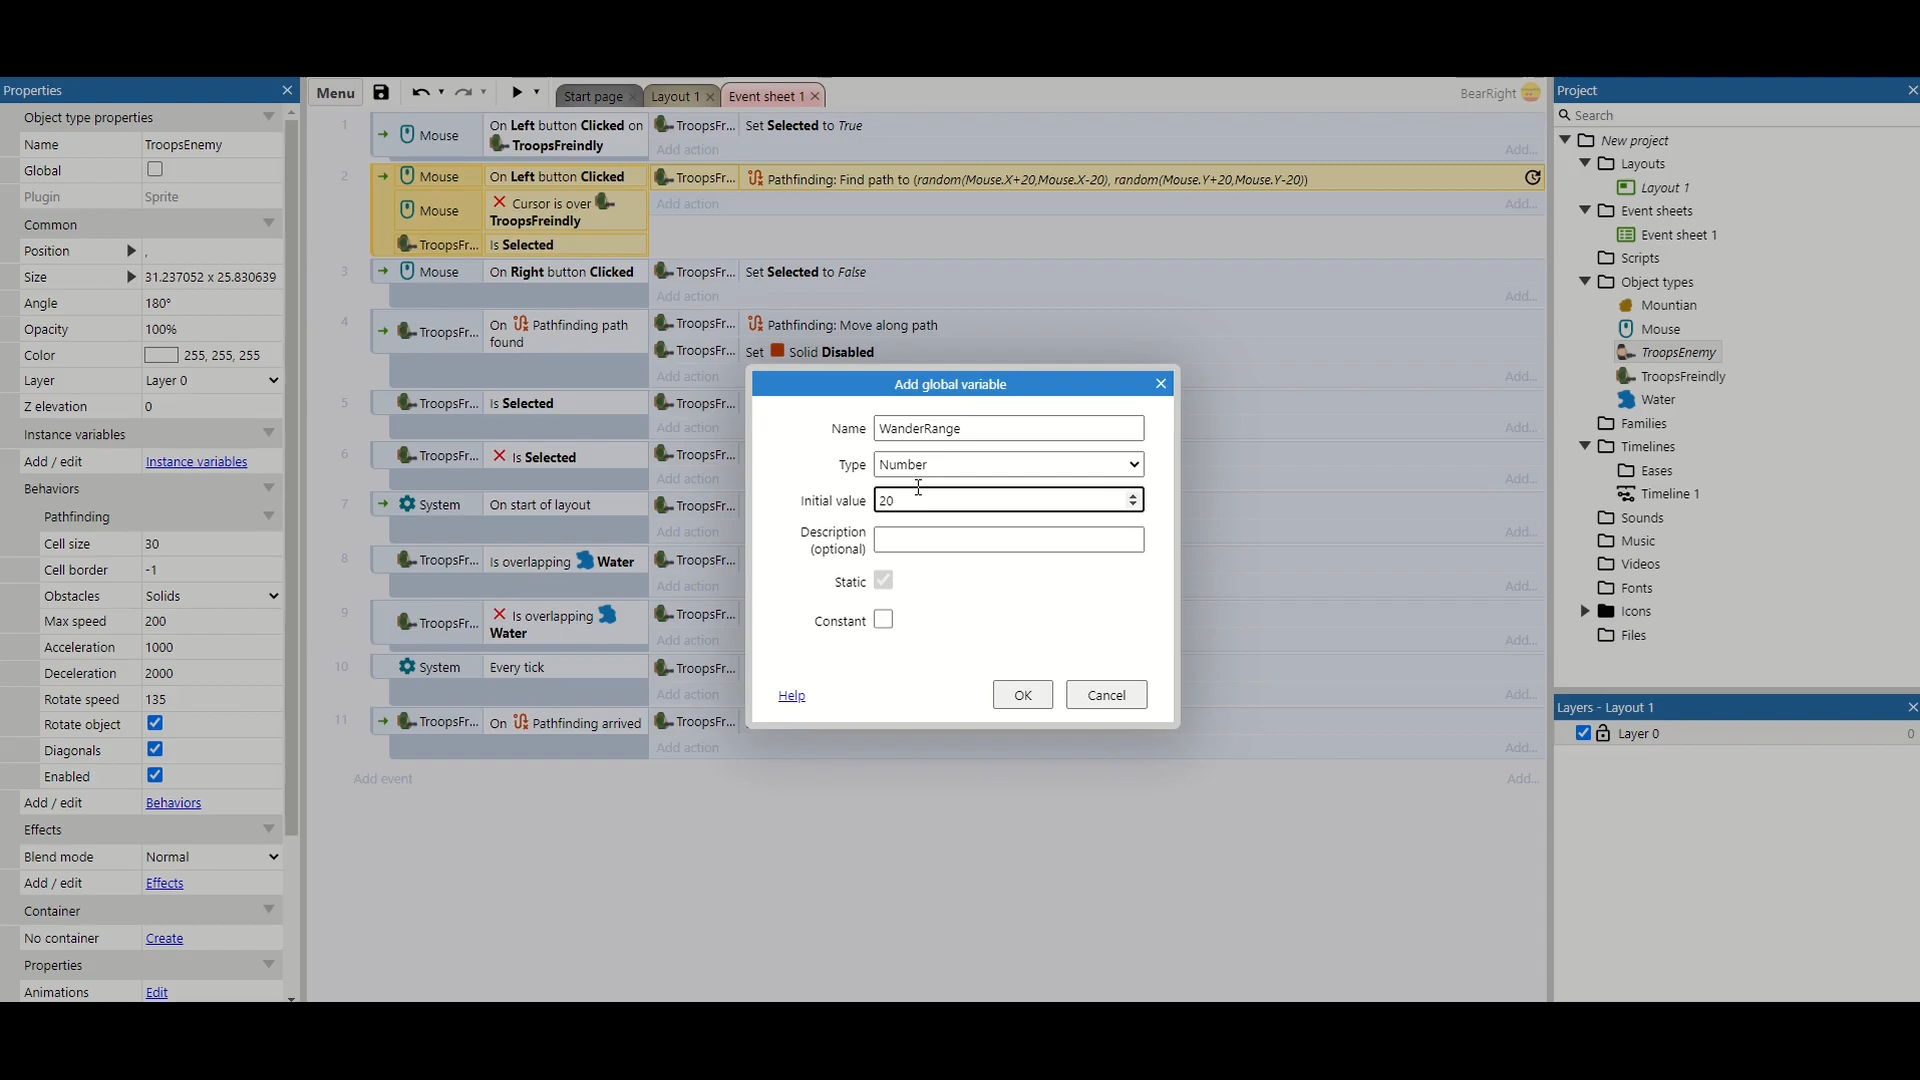 Properties
Object type properties
Name TroopsEnemy
Global
Plugin Sprite
Common
Position ,
Size 31.237052 x 25.830639
Angle 180°
Opacity 100%
Color 255, 255, 255
Layer Layer 0
Z elevation 0
Instance variables
Add / edit Instance variables
Behaviors
Pathfinding
Cell size 30
Cell border -1
Obstacles Solids
Max speed 200
Acceleration 1000
Deceleration 2000
Rotate speed 135
Rotate object
Diagonals
Enabled
Add / edit Behaviors
Effects
Blend mode Normal
Add / edit Effects
Container
No container Create
Properties
Animations Edit
Menu
Start page
Layout 1
Event sheet 1
BearRight
1 Mouse On Left button Clicked on TroopsFreindly TroopsFr... Set Selected to True
Add action Add...
2 Mouse On Left button Clicked TroopsFr... Pathfinding: Find path to (random(Mouse.X+20,Mouse.X-20), random(Mouse.Y+20,Mouse.Y-20))
Mouse Cursor is over TroopsFreindly Add action Add...
TroopsFr... Is Selected
3 Mouse On Right button Clicked TroopsFr... Set Selected to False
Add action Add...
4 TroopsFr... On Pathfinding path found TroopsFr... Pathfinding: Move along path
TroopsFr... Set Solid Disabled
Add action Add...
5 TroopsFr... Is Selected TroopsFr...
Add action Add...
6 TroopsFr... Is Selected TroopsFr...
Add action Add...
7 System On start of layout TroopsFr...
Add action Add...
8 TroopsFr... Is overlapping Water TroopsFr...
Add action Add...
9 TroopsFr... Is overlapping Water TroopsFr...
Add action Add...
10 System Every tick TroopsFr...
Add action Add...
11 TroopsFr... On Pathfinding arrived TroopsFr...
Add action Add...
Add event Add...
Add global variable
Name WanderRange
Type Number
Initial value 20
Description (optional)
Static
Constant
Help OK Cancel
Project
Search
New project
Layouts
Layout 1
Event sheets
Event sheet 1
Scripts
Object types
Mountian
Mouse
TroopsEnemy
TroopsFreindly
Water
Families
Timelines
Eases
Timeline 1
Sounds
Music
Videos
Fonts
Icons
Files
Layers - Layout 1
Layer 0 0